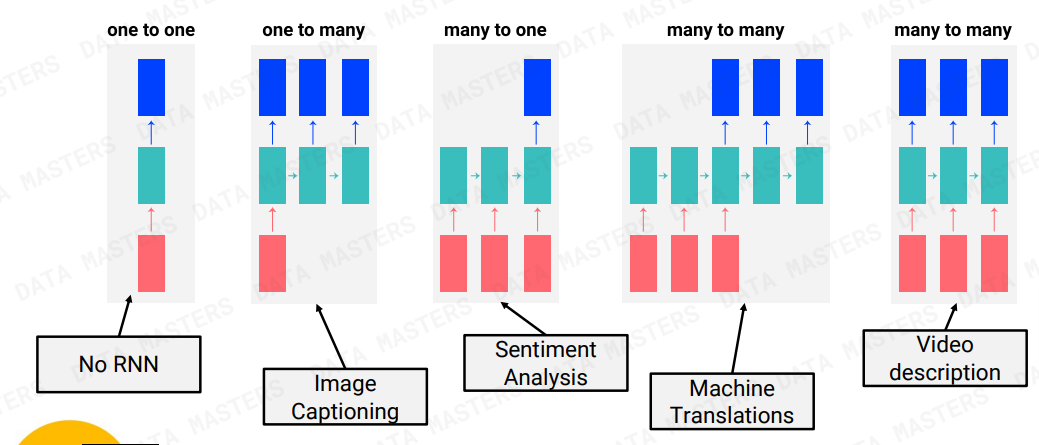 one to one
one to many
many to one
many to many
many to many
No RNN
Image
Captioning
Sentiment
Analysis
Machine
Translations
Video
description
DATA MASTERS